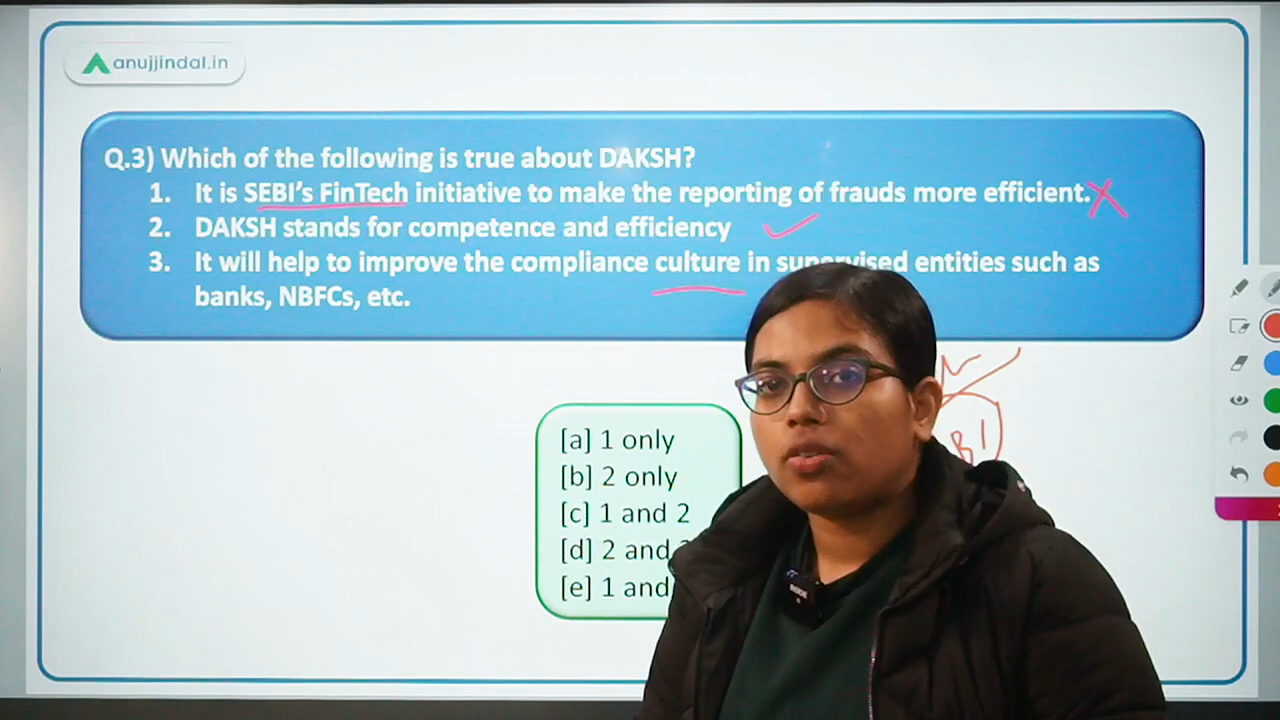 anujjindal.in
Q.3) Which of the following is true about DAKSH?
1. It is SEBI's FinTech initiative to make the reporting of frauds more efficient.
2. DAKSH stands for competence and efficiency
3. It will help to improve the compliance culture in supervised entities such as
banks, NBFCs, etc.
[a] 1 only
[b] 2 only
[c] 1 and 2
[d] 2 and
[e] 1 and